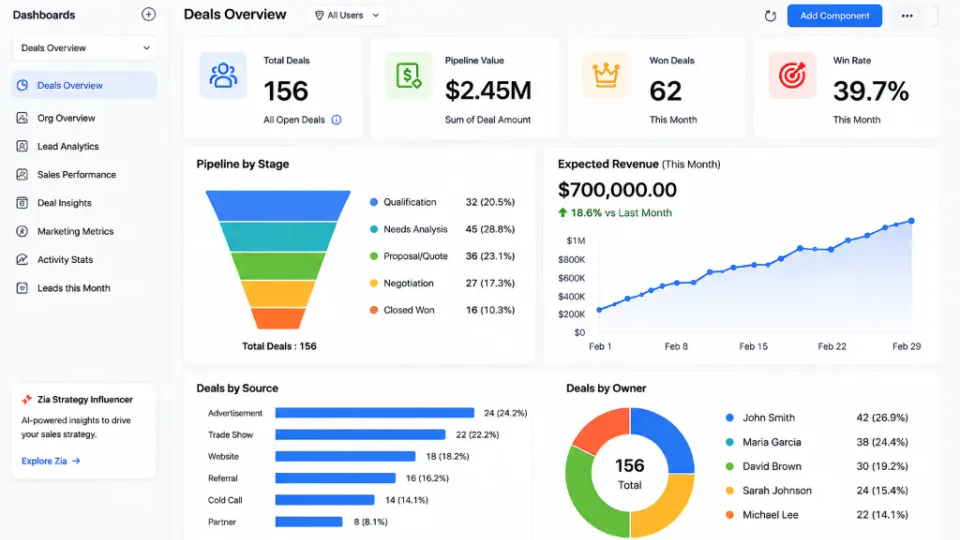 Dashboards
Deals Overview
Deals Overview
Org Overview
Lead Analytics
Sales Performance
Deal Insights
Marketing Metrics
Activity Stats
Leads this Month
Zia Strategy Influencer
AI-powered insights to drive
your sales strategy.
Explore Zia →
Deals Overview
All Users
Add Component
Total Deals
156
All Open Deals
Pipeline Value
$2.45M
Sum of Deal Amount
Won Deals
62
This Month
Win Rate
39.7%
This Month
Pipeline by Stage
Qualification 32 (20.5%)
Needs Analysis 45 (28.8%)
Proposal/Quote 36 (23.1%)
Negotiation 27 (17.3%)
Closed Won 16 (10.3%)
Total Deals : 156
Expected Revenue (This Month)
$700,000.00
18.6% vs Last Month
$1M
$800K
$600K
$400K
$200K
$0
Feb 1 Feb 8 Feb 15 Feb 22 Feb 29
Deals by Source
Advertisement 24 (24.2%)
Trade Show 22 (22.2%)
Website 18 (18.2%)
Referral 16 (16.2%)
Cold Call 14 (14.1%)
Partner 8 (8.1%)
Deals by Owner
156
Total
John Smith 42 (26.9%)
Maria Garcia 38 (24.4%)
David Brown 30 (19.2%)
Sarah Johnson 24 (15.4%)
Michael Lee 22 (14.1%)